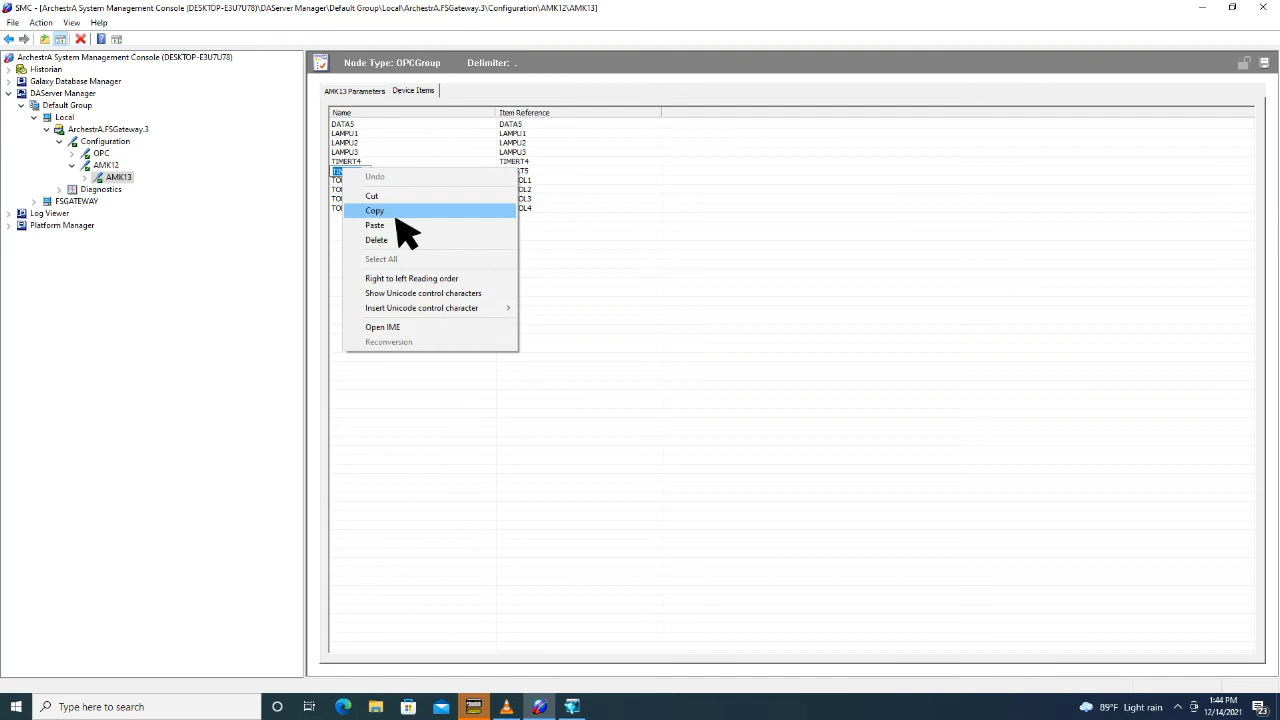 SMC - [ArchestrA System Management Console (DESKTOP-E3U7U78)\DAServer Manager\Default Group\Local\ArchestrA.FSGateway.3\Configuration\AMK12\AMK13]
File Action View Help
ArchestrA System Management Console (DESKTOP-E3U7U78)
Historian
Galaxy Database Manager
DAServer Manager
Default Group
Local
ArchestrA.FSGateway.3
Configuration
OPC
AMK12
AMK13
Diagnostics
FSGATEWAY
Log Viewer
Platform Manager
Node Type: OPCGroup Delimiter: .
AMK13 Parameters Device Items
Name Item Reference
DATA5 DATA5
LAMPU1 LAMPU1
LAMPU2 LAMPU2
LAMPU3 LAMPU3
TIMERT4 TIMERT4
Undo
Cut
Copy
Paste
Delete
Select All
Right to left Reading order
Show Unicode control characters
Insert Unicode control character
Open IME
Reconversion
Type here to search
89°F Light rain
1:44 PM
12/14/2021
23